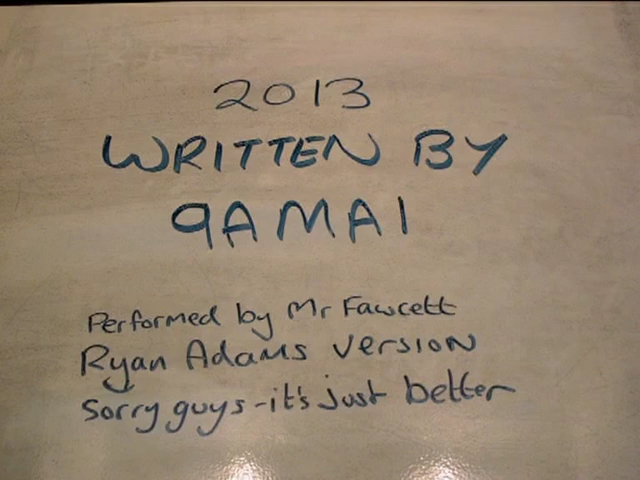 2013
WRITTEN BY
9AMA1
Performed by Mr Fawcett
Ryan Adams version
sorry guys - it's just better